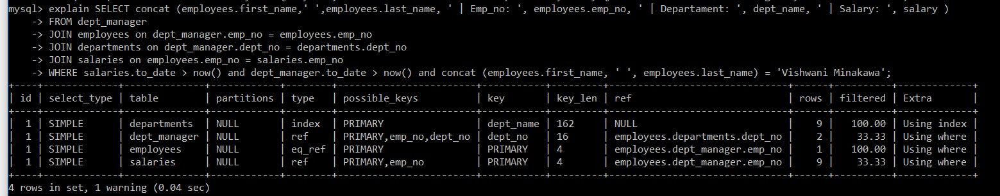 mysql> explain SELECT concat (employees.first_name,' ',employees.last_name, ' | Emp_no: ', employees.emp_no, ' | Departament: ', dept_name, ' | Salary: ', salary )
    -> FROM dept_manager
    -> JOIN employees on dept_manager.emp_no = employees.emp_no
    -> JOIN departments on dept_manager.dept_no = departments.dept_no
    -> JOIN salaries on employees.emp_no = salaries.emp_no
    -> WHERE salaries.to_date > now() and dept_manager.to_date > now() and concat (employees.first_name, ' ', employees.last_name) = 'Vishwani Minakawa';
+----+-------------+--------------+------------+--------+------------------------+-----------+---------+-------------------------------+------+----------+-------------+
| id | select_type | table        | partitions | type   | possible_keys          | key       | key_len | ref                           | rows | filtered | Extra       |
+----+-------------+--------------+------------+--------+------------------------+-----------+---------+-------------------------------+------+----------+-------------+
|  1 | SIMPLE      | departments  | NULL       | index  | PRIMARY                | dept_name | 162     | NULL                          |    9 |   100.00 | Using index |
|  1 | SIMPLE      | dept_manager | NULL       | ref    | PRIMARY,emp_no,dept_no | dept_no   | 16      | employees.departments.dept_no |    2 |    33.33 | Using where |
|  1 | SIMPLE      | employees    | NULL       | eq_ref | PRIMARY                | PRIMARY   | 4       | employees.dept_manager.emp_no |    1 |   100.00 | Using where |
|  1 | SIMPLE      | salaries     | NULL       | ref    | PRIMARY,emp_no         | PRIMARY   | 4       | employees.dept_manager.emp_no |    9 |    33.33 | Using where |
+----+-------------+--------------+------------+--------+------------------------+-----------+---------+-------------------------------+------+----------+-------------+
4 rows in set, 1 warning (0.04 sec)